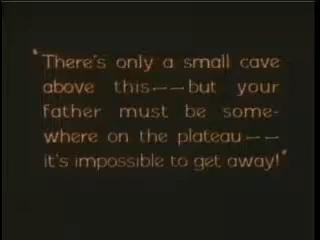 "There's only a small cave
above this--but your
father must be some-
where on the plateau--
it's impossible to get away!"